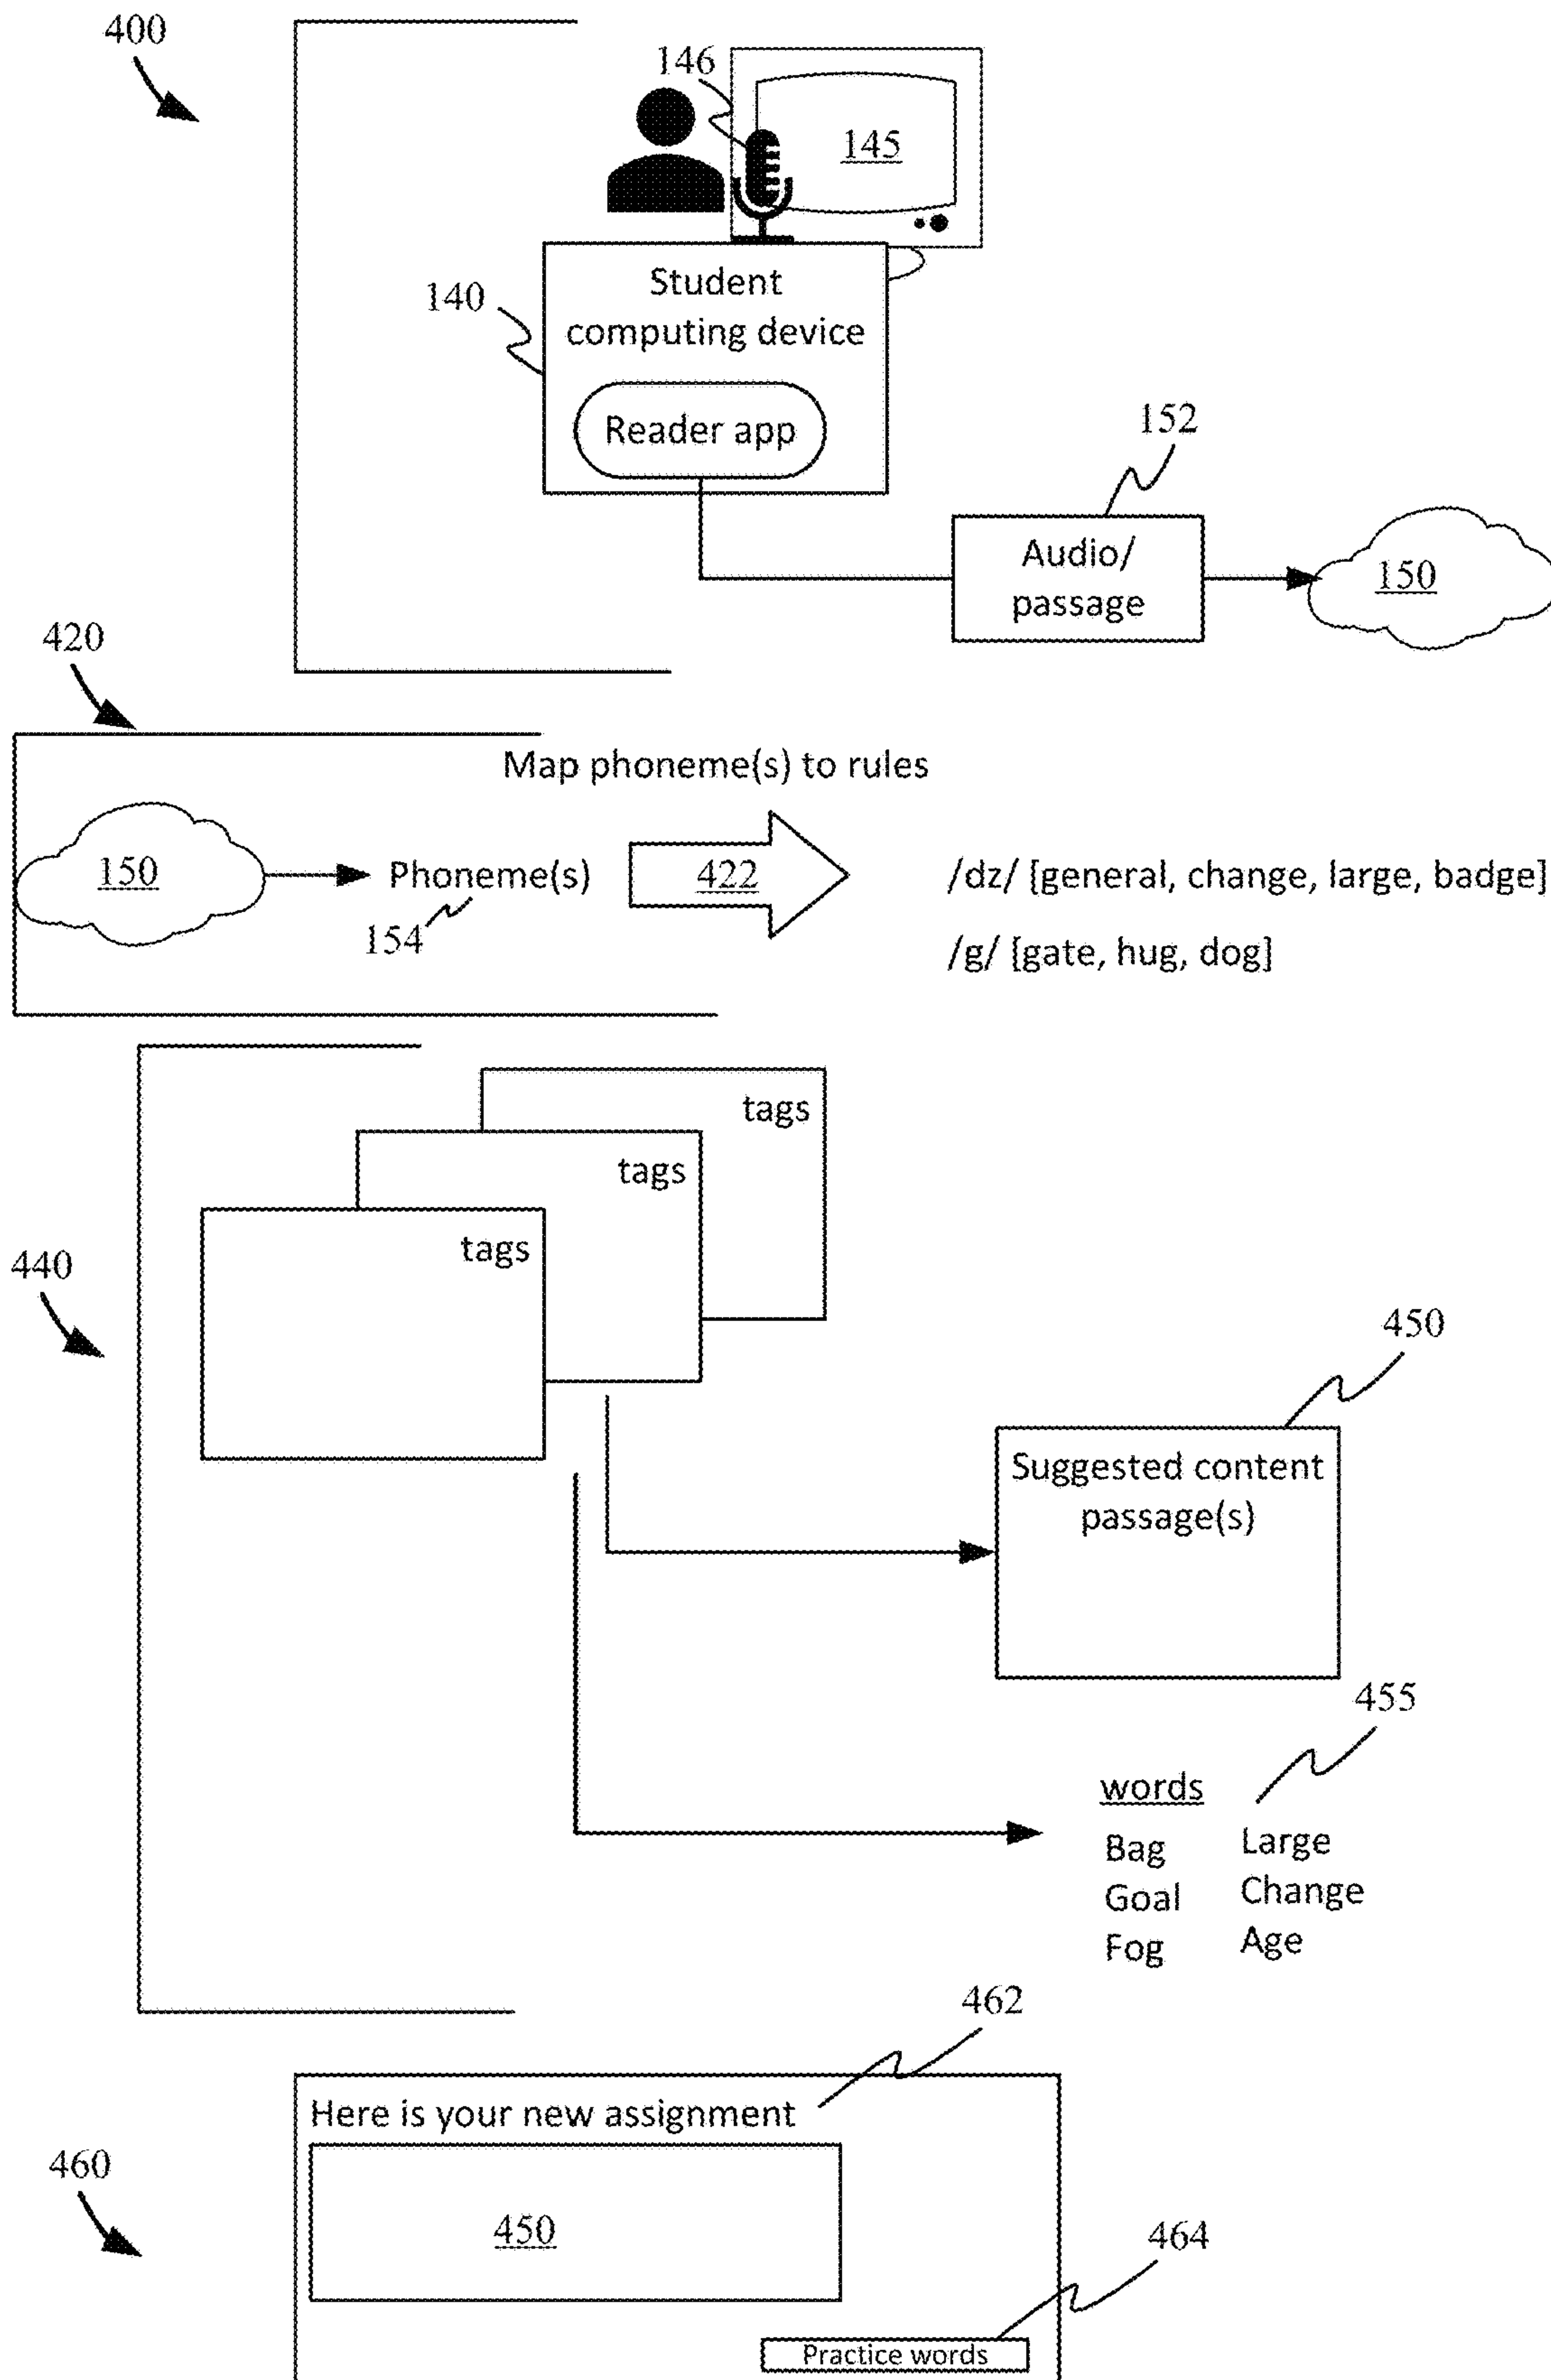 400
146
145
Student
computing device
140
Reader app
152
Audio/
passage
150
420
Map phoneme(s) to rules
150
Phoneme(s)
422
/dz/ [general, change, large, badge]
154
/g/ [gate, hug, dog]
tags
tags
tags
440
450
Suggested content
passage(s)
455
words
Bag Large
Goal Change
Fog Age
462
Here is your new assignment
460
450
464
Practice words